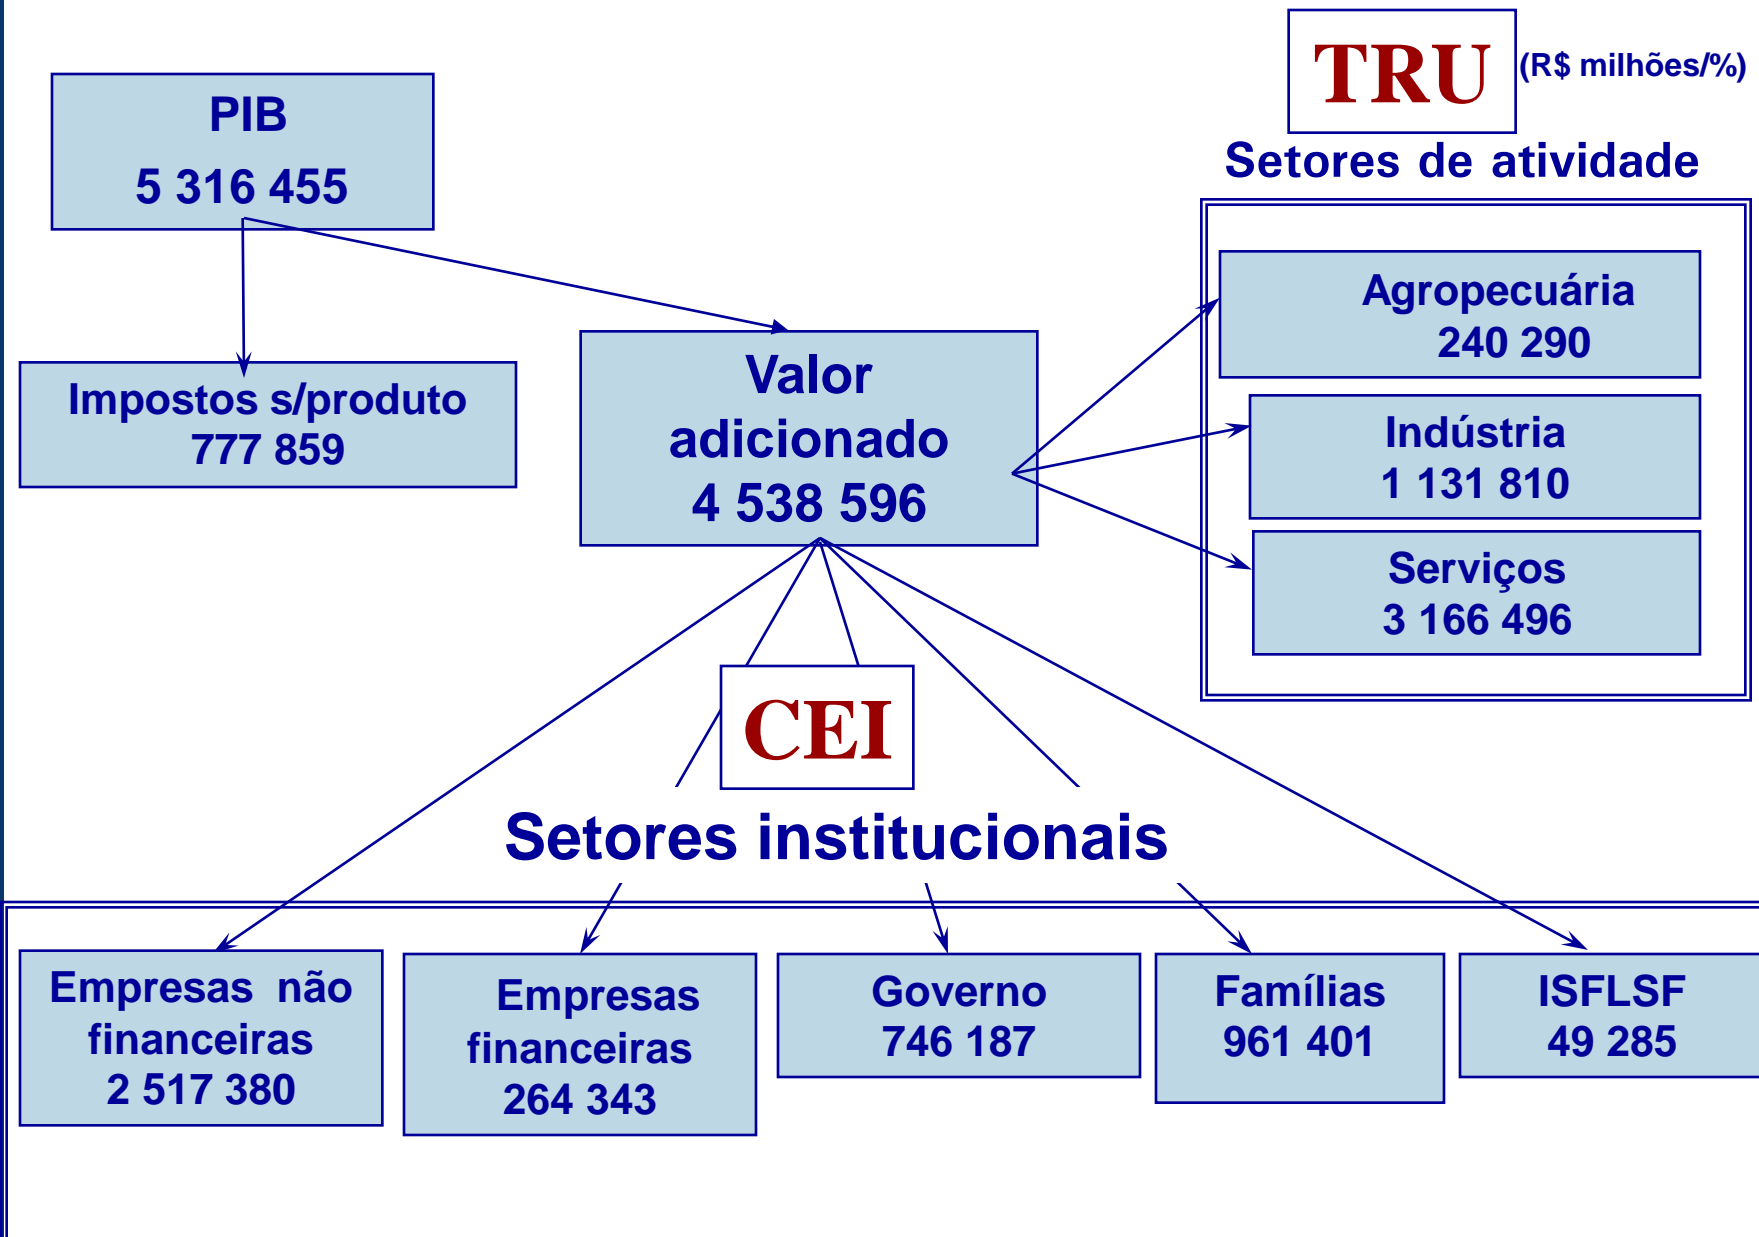 TRU
(R$ milhões/%)
Setores de atividade
PIB
5 316 455
Impostos s/produto
777 859
Valor
adicionado
4 538 596
Agropecuária
240 290
Indústria
1 131 810
Serviços
3 166 496
CEI
Setores institucionais
Empresas não
financeiras
2 517 380
Empresas
financeiras
264 343
Governo
746 187
Famílias
961 401
ISFLSF
49 285